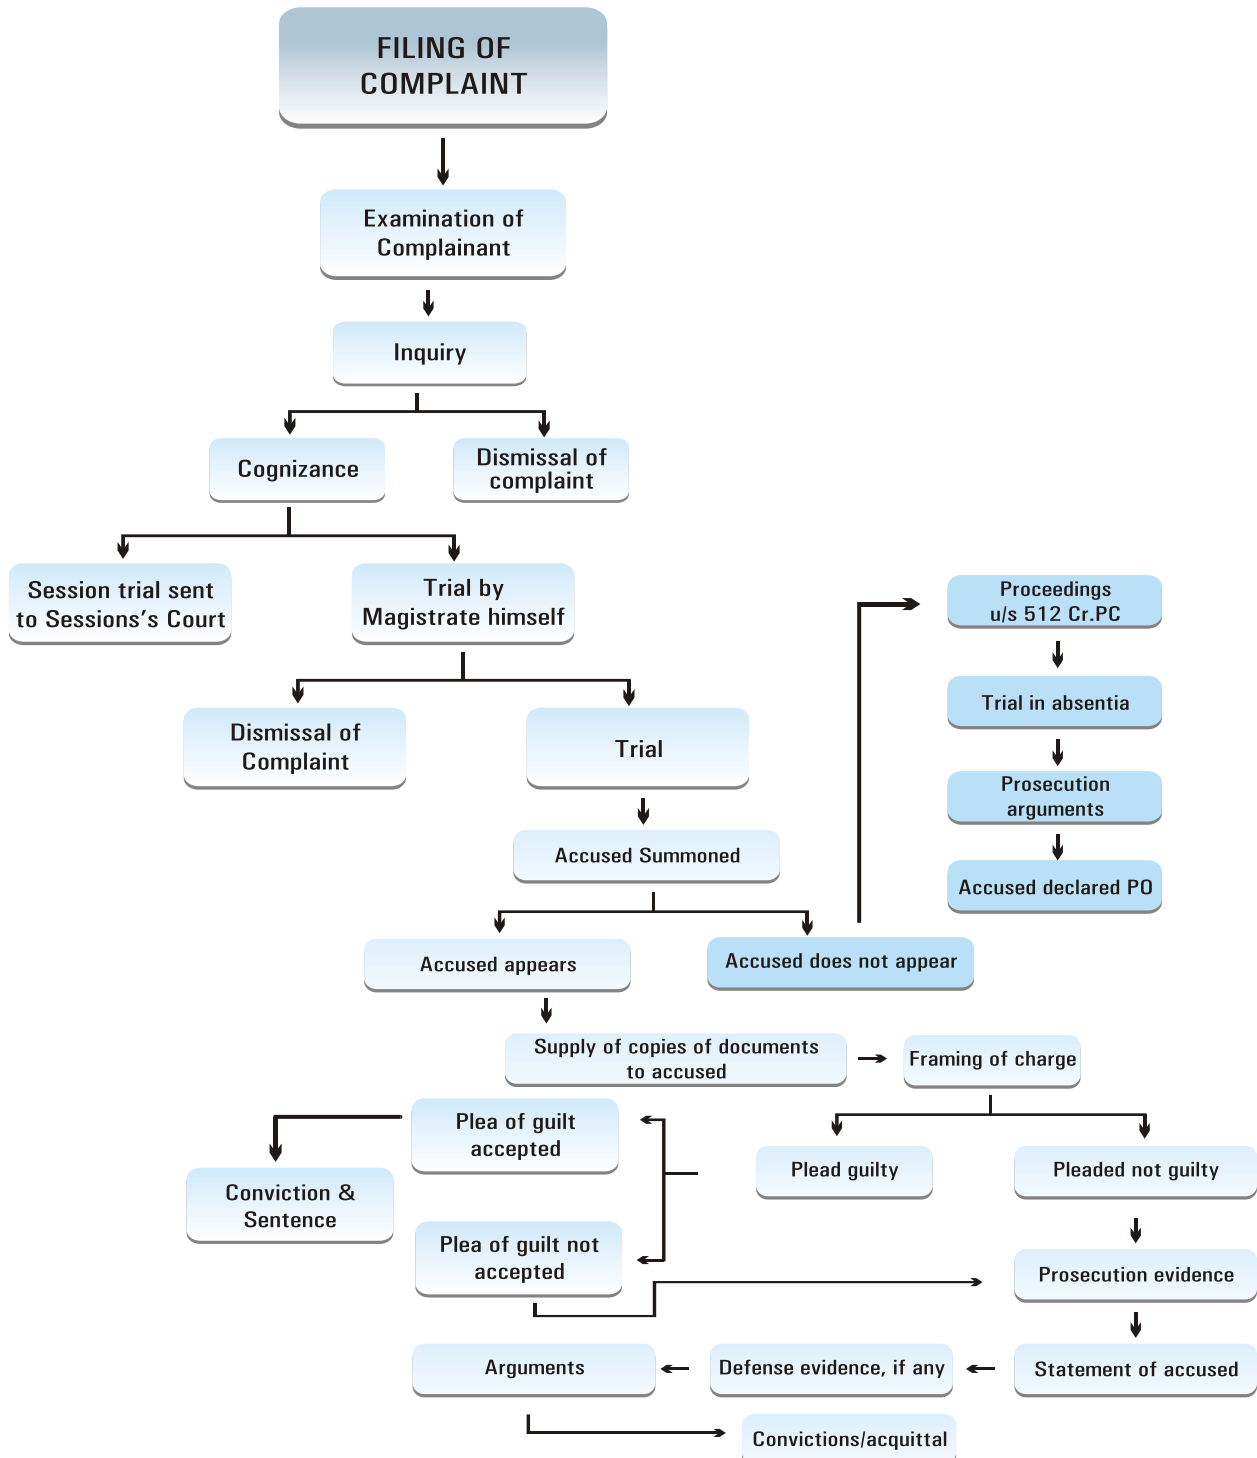 FILING OF
COMPLAINT
Examination of
Complainant
Inquiry
Cognizance
Dismissal of
complaint
Session trial sent
to Sessions's Court
Trial by
Magistrate himself
Proceedings
u/s 512 Cr.PC
Trial in absentia
Dismissal of
Complaint
Trial
Prosecution
arguments
Accused Summoned
Accused declared PO
Accused appears
Accused does not appear
Supply of copies of documents
to accused
Framing of charge
Plea of guilt
accepted
Plead guilty
Pleaded not guilty
Conviction &
Sentence
Plea of guilt not
accepted
Prosecution evidence
Arguments
Defense evidence, if any
Statement of accused
Convictions/acquittal